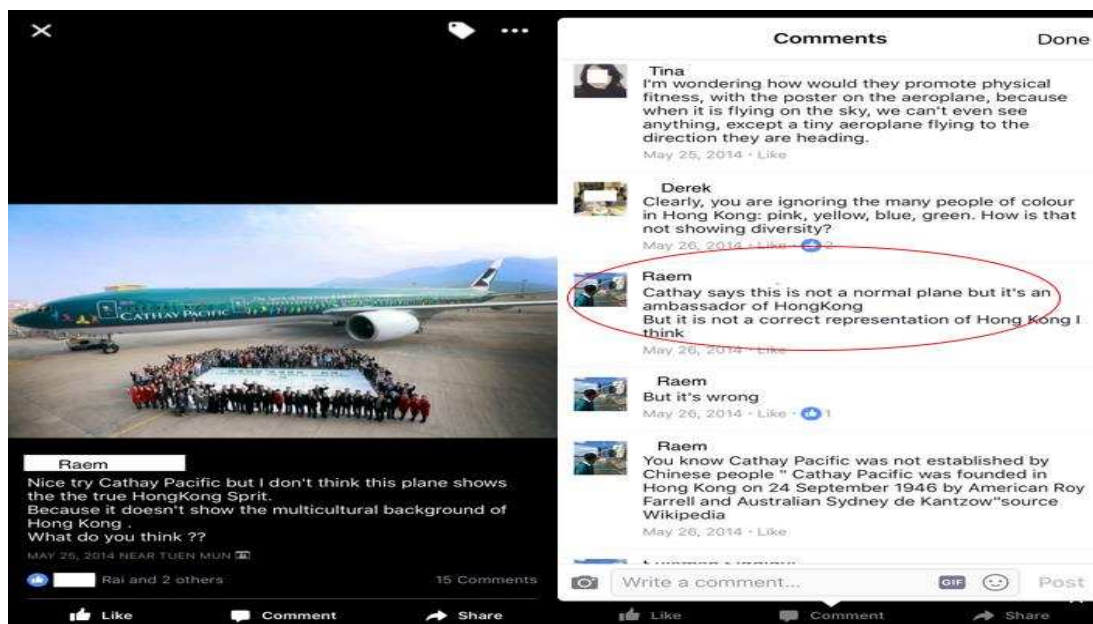 CATHAY PACIFIC
Raem
Nice try Cathay Pacific but I don't think this plane shows
the the true HongKong Sprit.
Because it doesn't show the multicultural background of
Hong Kong .
What do you think ??
MAY 25, 2014 NEAR TUEN MUN
Rai and 2 others
15 Comments
Like
Comment
Share
Comments
Done
Tina
I'm wondering how would they promote physical
fitness, with the poster on the aeroplane, because
when it is flying on the sky, we can't even see
anything, except a tiny aeroplane flying to the
direction they are heading.
May 25, 2014 · Like
Derek
Clearly, you are ignoring the many people of colour
in Hong Kong: pink, yellow, blue, green. How is that
not showing diversity?
May 26, 2014 · Like · 2
Raem
Cathay says this is not a normal plane but it's an
ambassador of HongKong
But it is not a correct representation of Hong Kong I
think
May 26, 2014 · Like
Raem
But it's wrong
May 26, 2014 · Like · 1
Raem
You know Cathay Pacific was not established by
Chinese people " Cathay Pacific was founded in
Hong Kong on 24 September 1946 by American Roy
Farrell and Australian Sydney de Kantzow"source
Wikipedia
May 26, 2014 · Like
Write a comment...
GIF
Post
Like
Comment
Share